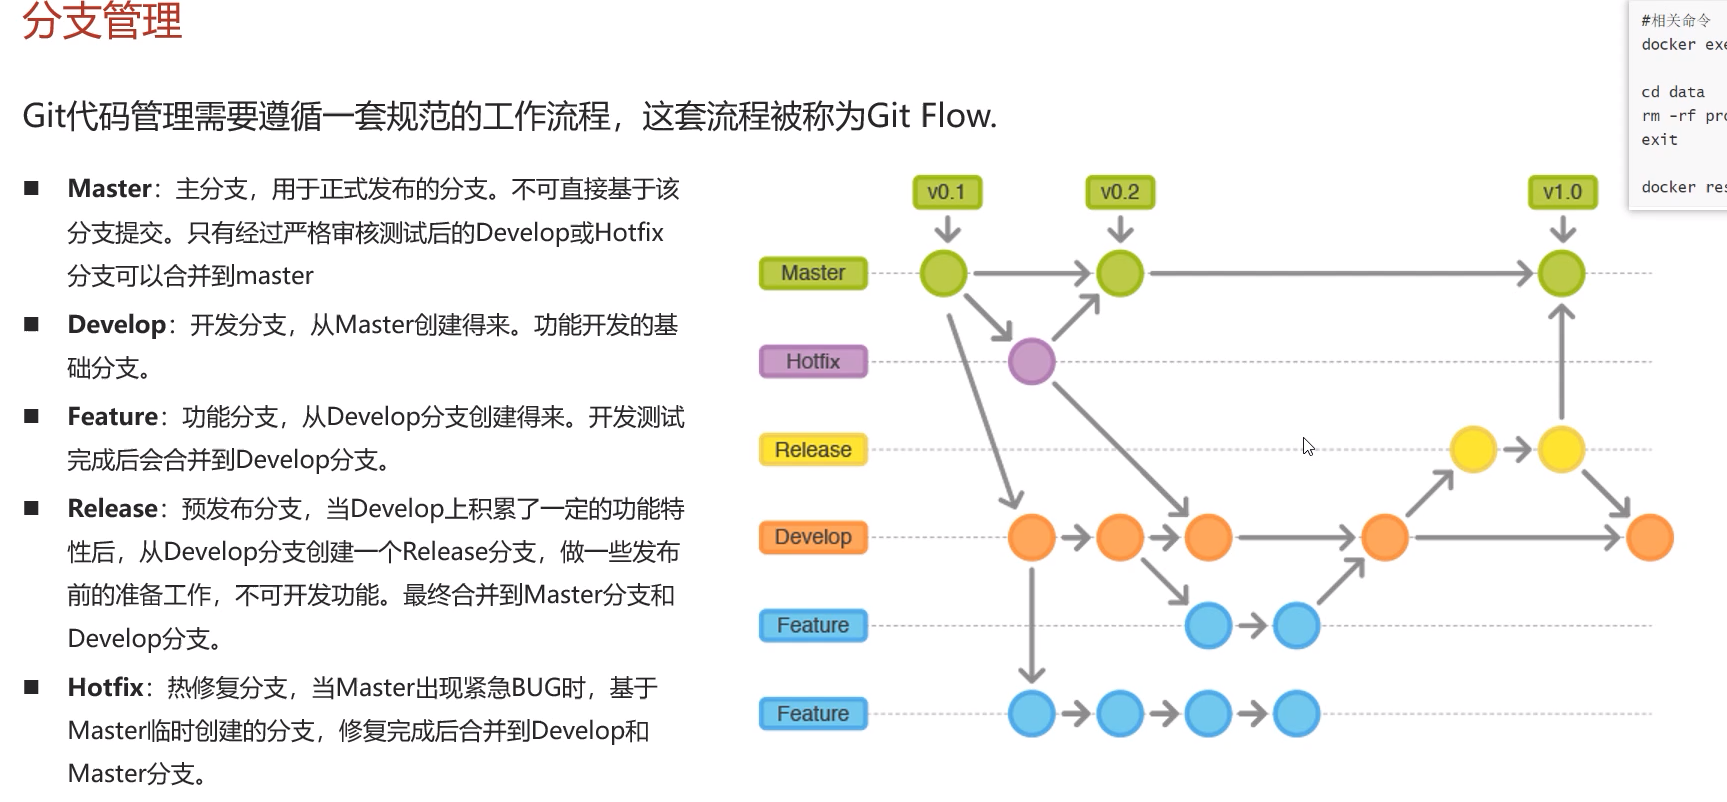 分支管理
Git代码管理需要遵循一套规范的工作流程，这套流程被称为Git Flow.
■ Master：主分支，用于正式发布的分支。不可直接基于该
分支提交。只有经过严格审核测试后的Develop或Hotfix
分支可以合并到master
■ Develop：开发分支，从Master创建得来。功能开发的基
础分支。
■ Feature：功能分支，从Develop分支创建得来。开发测试
完成后会合并到Develop分支。
■ Release：预发布分支，当Develop上积累了一定的功能特
性后，从Develop分支创建一个Release分支，做一些发布
前的准备工作，不可开发功能。最终合并到Master分支和
Develop分支。
■ Hotfix：热修复分支，当Master出现紧急BUG时，基于
Master临时创建的分支，修复完成后合并到Develop和
Master分支。
v0.1
v0.2
v1.0
Master
Hotfix
Release
Develop
Feature
Feature
#相关命令
docker
cd data
rm -rf
exit
docker